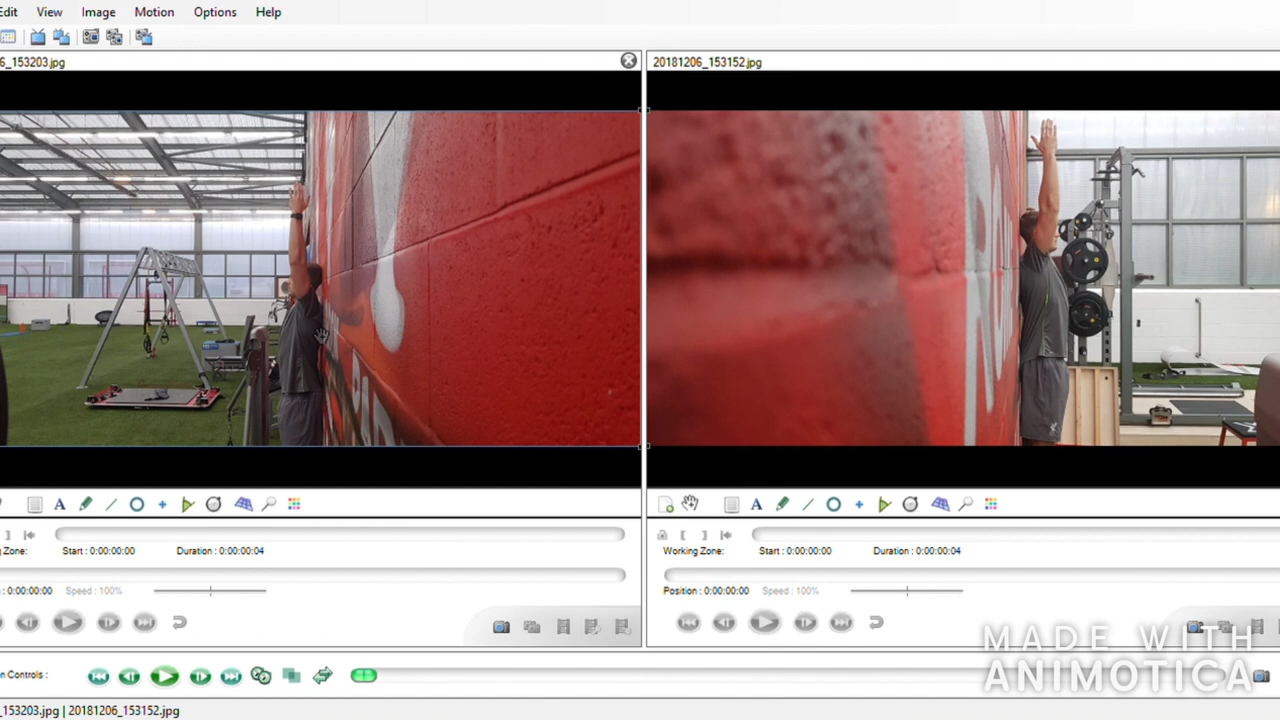 Edit View Image Motion Options Help
6_153203.jpg
20181206_153152.jpg
Zone: Start : 0:00:00:00 Duration : 0:00:00:04
: 0:00:00:00 Speed : 100%
Working Zone: Start : 0:00:00:00 Duration : 0:00:00:04
Position : 0:00:00:00 Speed : 100%
MADE WITH
ANIMOTICA
n Controls :
_153203.jpg | 20181206_153152.jpg